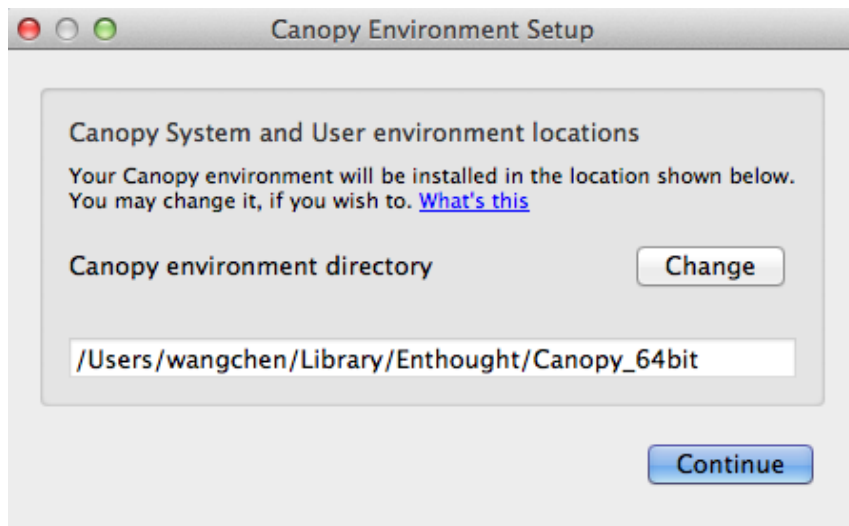 Canopy Environment Setup
Canopy System and User environment locations
Your Canopy environment will be installed in the location shown below.
You may change it, if you wish to. What's this
Canopy environment directory
Change
/Users/wangchen/Library/Enthought/Canopy_64bit
Continue